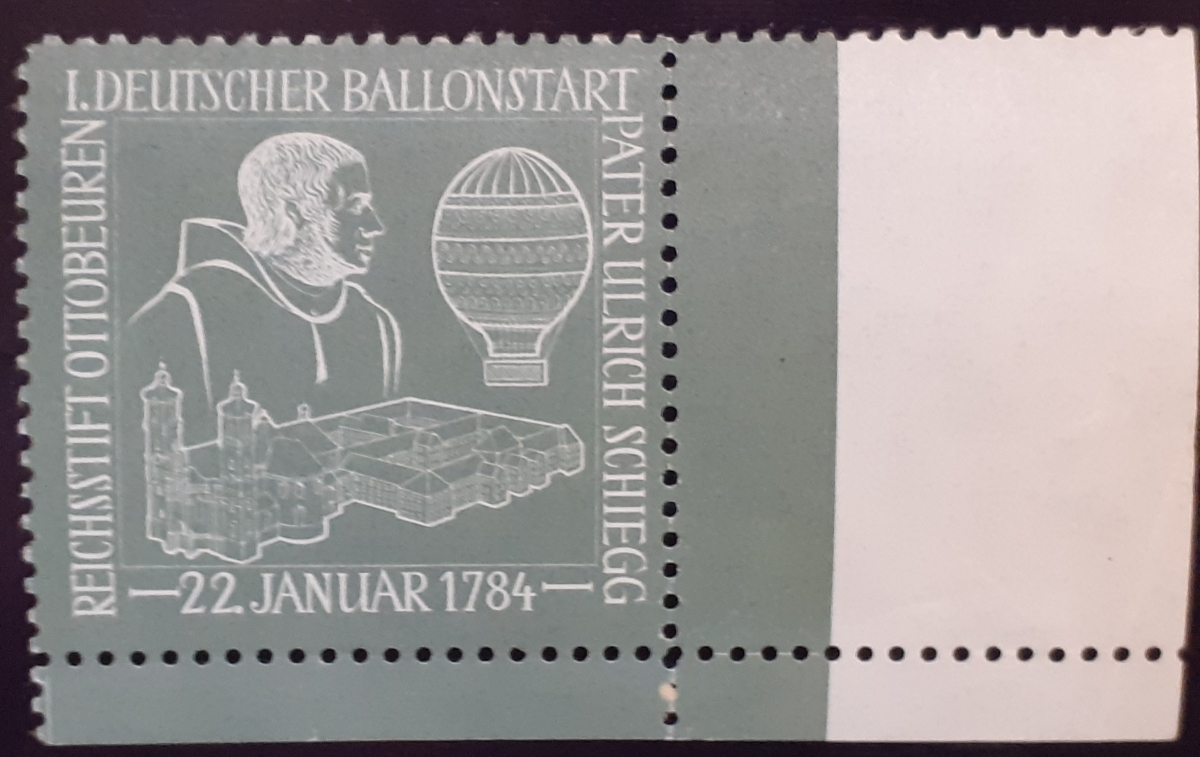 I. DEUTSCHER BALLONSTART
PATER ULRICH SCHIEGG
REICHSSTIFT OTTOBEUREN
—22. JANUAR 1784—